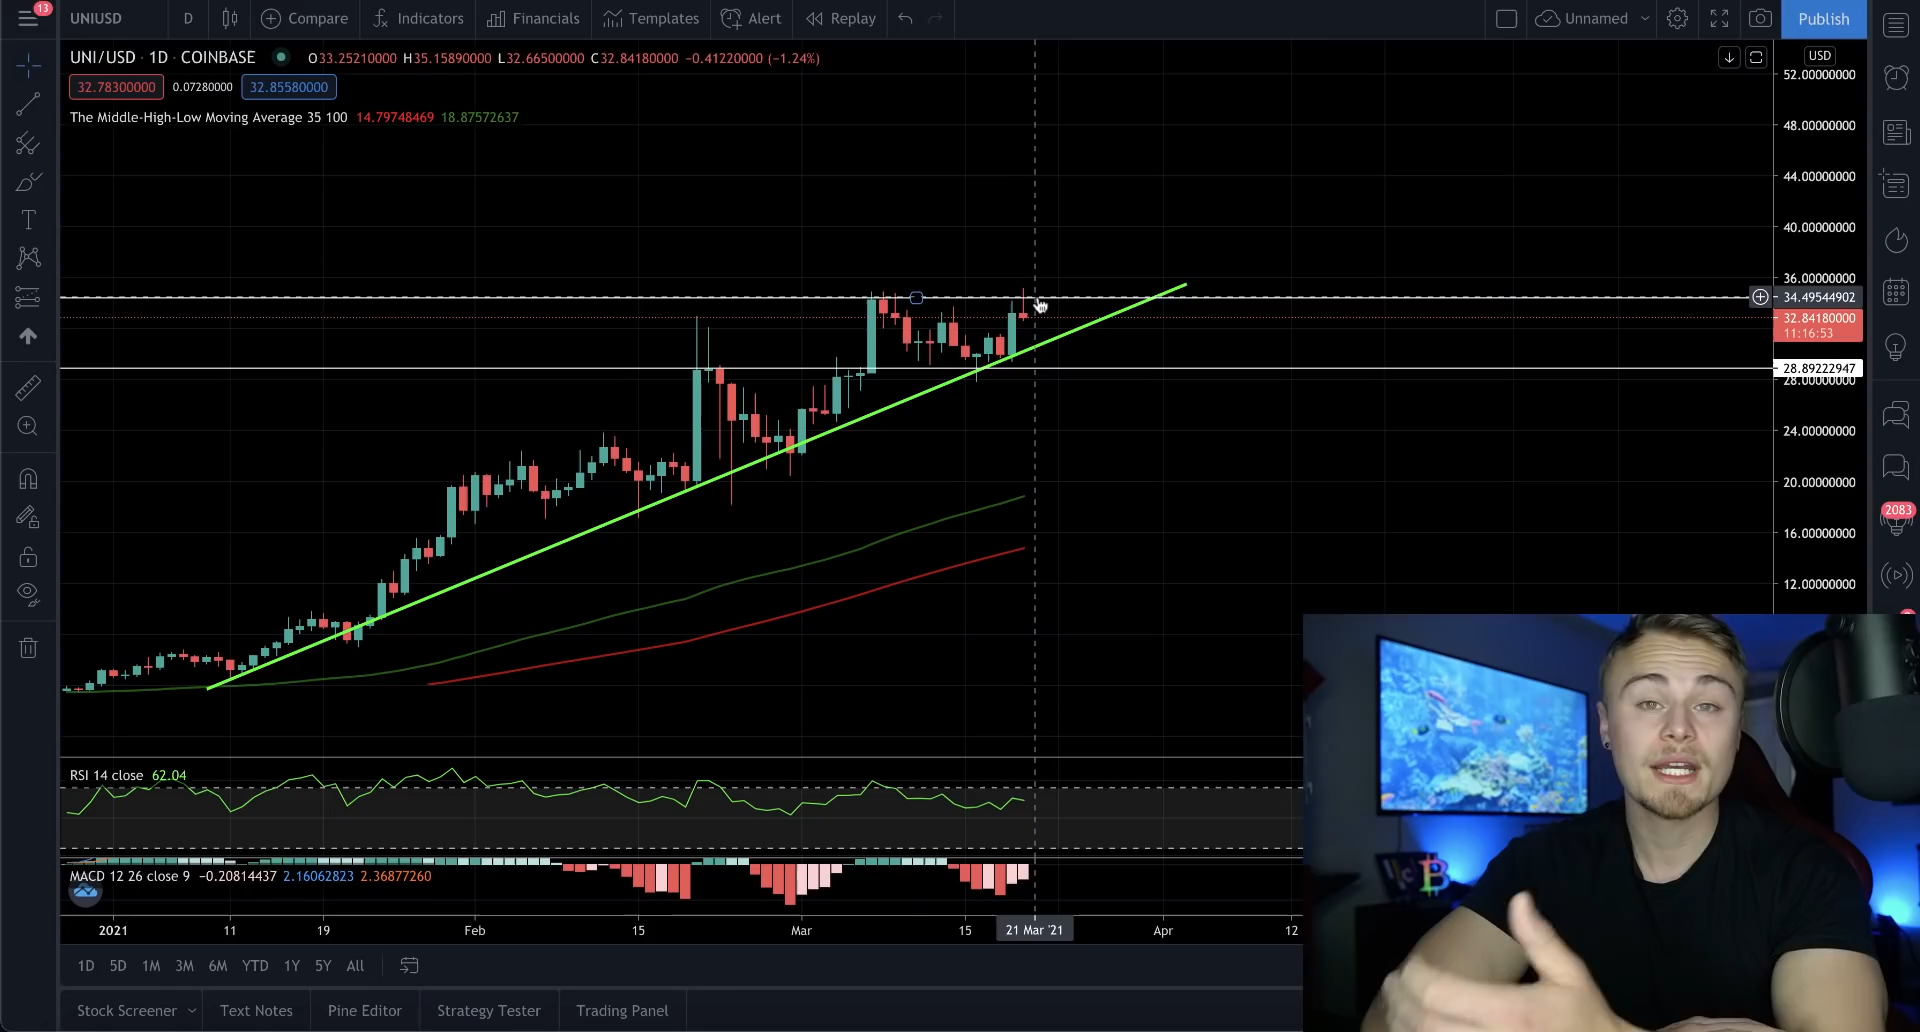 13
UNIUSD D Compare Indicators Financials Templates Alert Replay Unnamed Publish
UNI/USD · 1D · COINBASE O33.25210000 H35.15890000 L32.66500000 C32.84180000 −0.41220000 (−1.24%)
32.78300000 0.07280000 32.85580000
The Middle-High-Low Moving Average 35 100 14.79748469 18.87572637
USD
52.00000000
48.00000000
44.00000000
40.00000000
36.00000000
34.49544902
32.84180000
11:16:53
28.89222947
28.00000000
24.00000000
20.00000000
16.00000000
12.00000000
2083
RSI 14 close 62.04
MACD 12 26 close 9 −0.20814437 2.16062823 2.36877260
2021 11 19 Feb 15 Mar 15 21 Mar '21 Apr 12
1D 5D 1M 3M 6M YTD 1Y 5Y All
Stock Screener Text Notes Pine Editor Strategy Tester Trading Panel